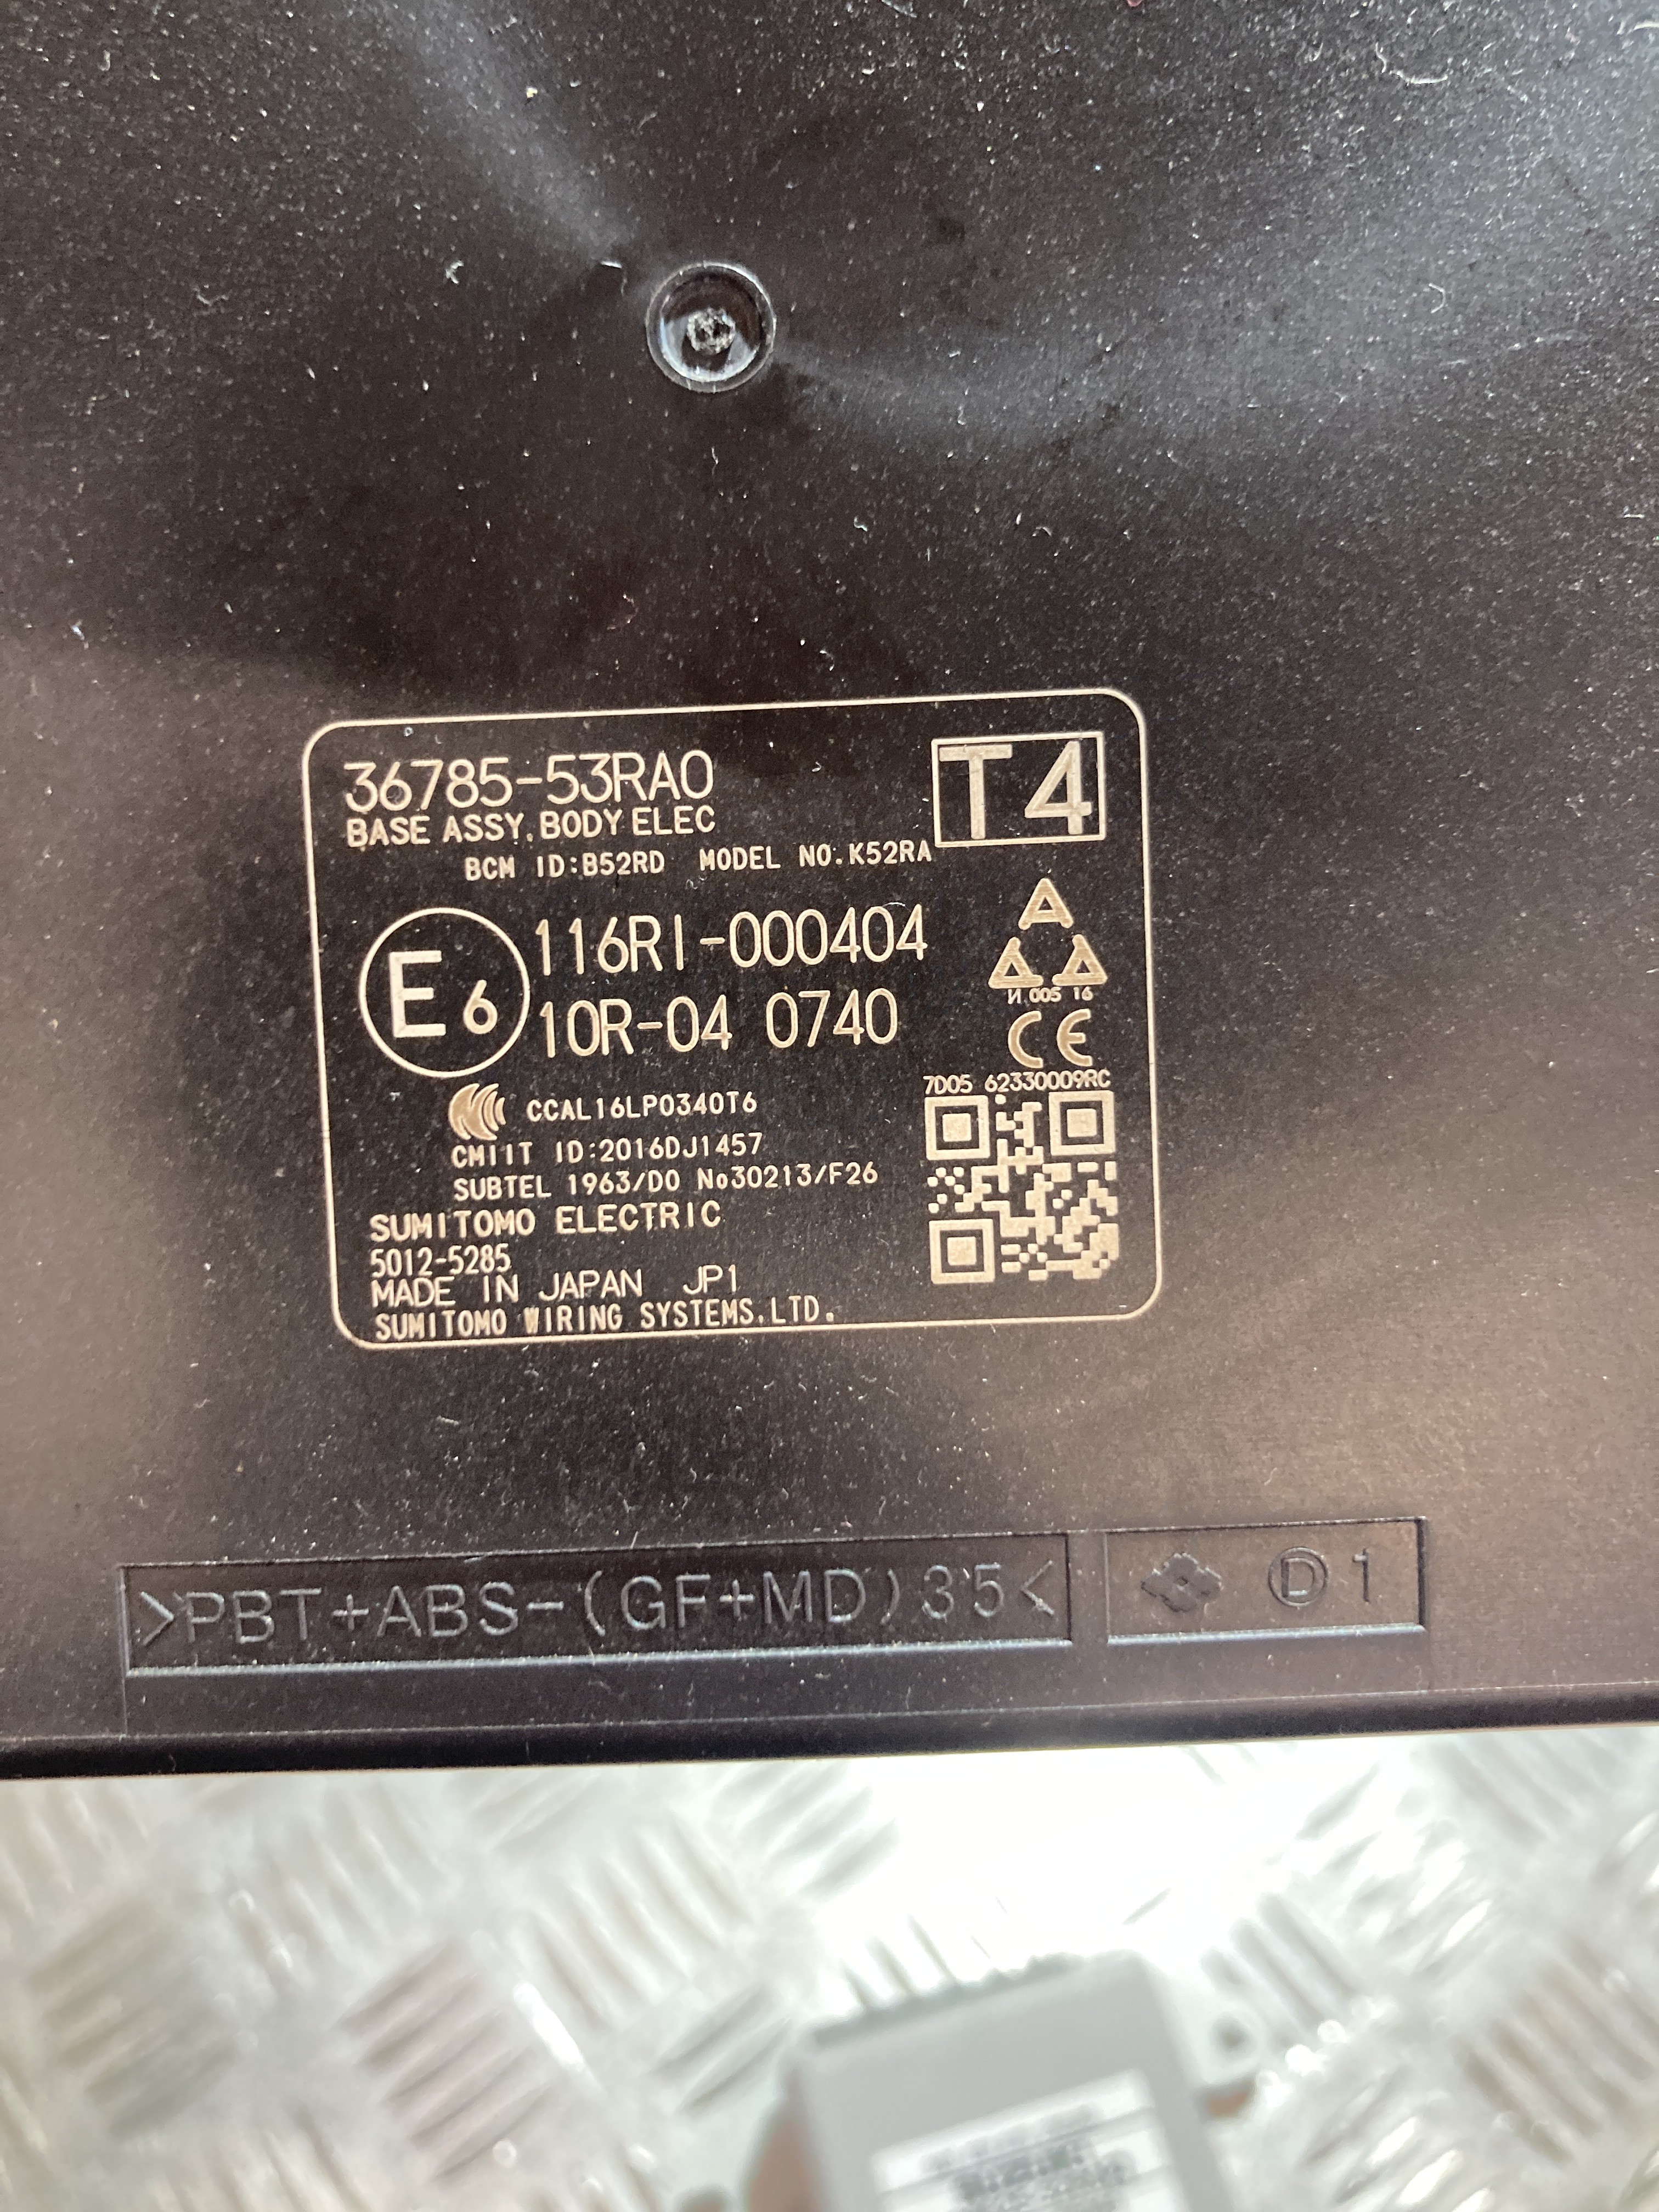 36785-53RA0
T4
BASE ASSY,BODY ELEC
BCM ID:B52RD MODEL NO.K52RA
E6
116RI-000404
10R-04 0740
И 005 16
CE
7D05 62330009RC
CCAL16LP0340T6
CMIIT ID:2016DJ1457
SUBTEL 1963/DO No30213/F26
SUMITOMO ELECTRIC
5012-5285
MADE IN JAPAN JP1
SUMITOMO WIRING SYSTEMS,LTD.
>PBT+ABS-(GF+MD)35<
D 1